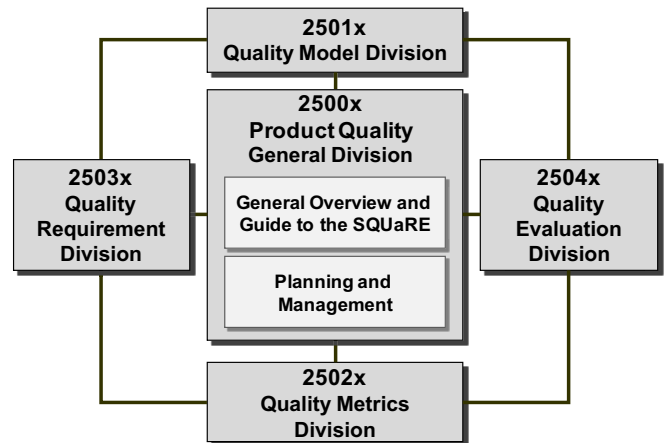 2501x
Quality Model Division
2500x
Product Quality
General Division
General Overview and
Guide to the SQUaRE
Planning and
Management
2503x
Quality
Requirement
Division
2504x
Quality
Evaluation
Division
2502x
Quality Metrics
Division